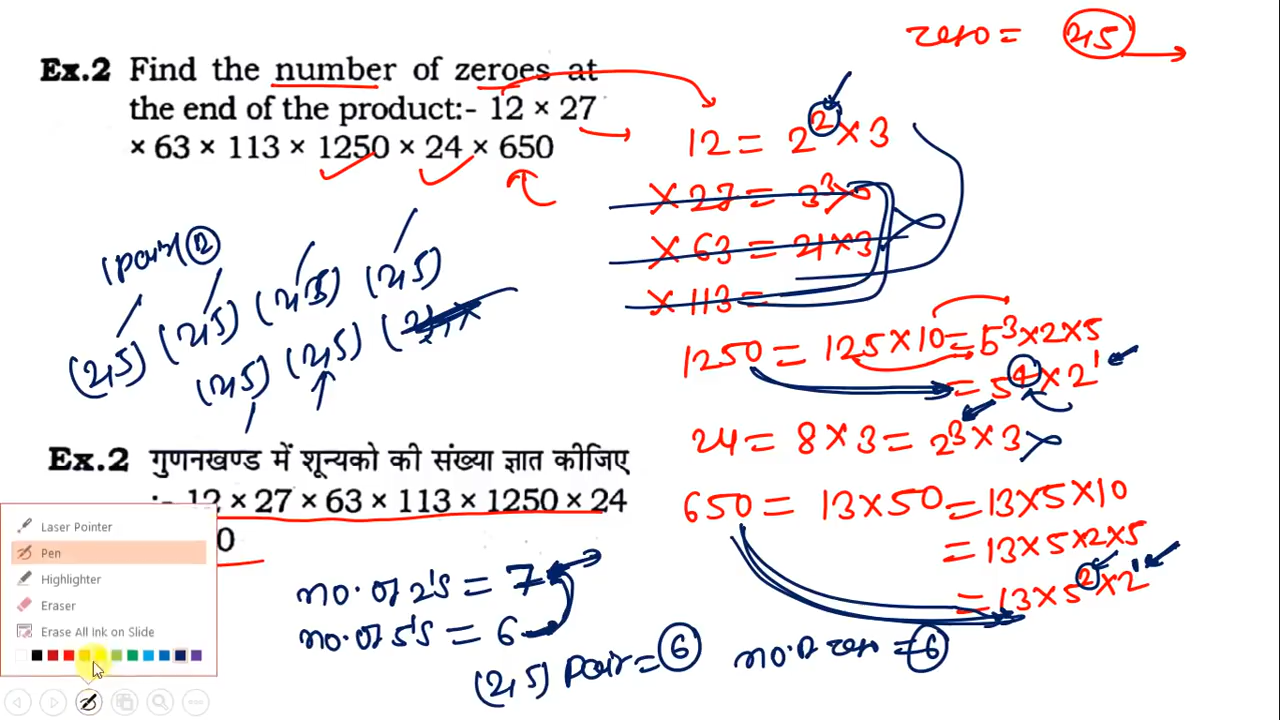 zero = 2,5
Ex.2 Find the number of zeroes at
the end of the product:- 12 × 27
× 63 × 113 × 1250 × 24 × 650
12 = 2² × 3
× 27 = 3³ ×
× 63 = 21 × 3
× 113 =
1250 = 125 × 10 = 5³ × 2 × 5
= 5⁴ × 2¹
24 = 8 × 3 = 2³ × 3
650 = 13 × 50 = 13 × 5 × 10
= 13 × 5 × 2 × 5
= 13 × 5² × 2¹
1 pair
(2,5) (2,5) (2,5) (2,5)
(2,5) (2,5)
Ex.2 गुणनखण्ड में शून्यको की संख्या ज्ञात कीजिए
:- 12 × 27 × 63 × 113 × 1250 × 24
0
no. of 2's = 7
no. of 5's = 6
(2,5) pair = 6 no. of zero = 6
Laser Pointer
Pen
Highlighter
Eraser
Erase All Ink on Slide